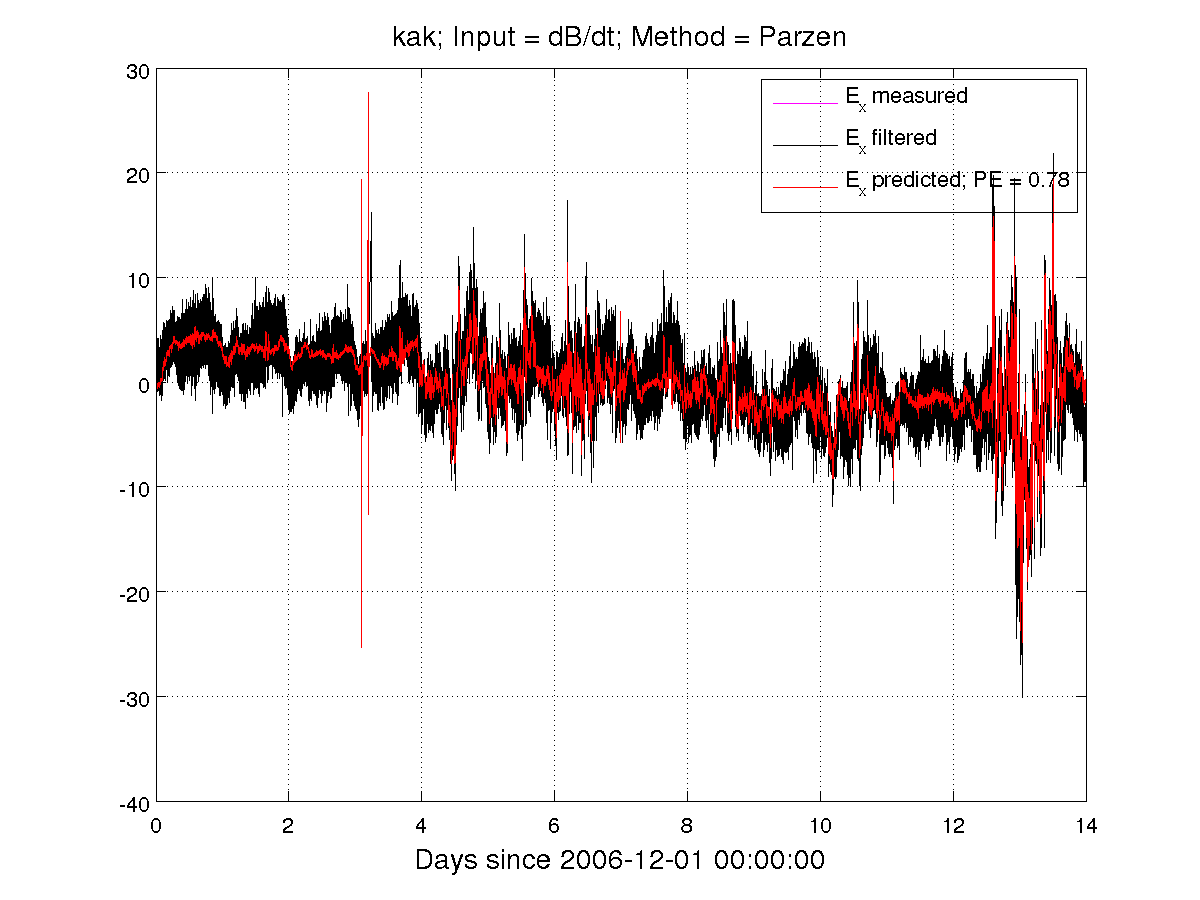 kak; Input = dB/dt; Method = Parzen
30
20
10
0
-10
-20
-30
-40
Ex measured
Ex filtered
Ex predicted; PE = 0.78
0 2 4 6 8 10 12 14
Days since 2006-12-01 00:00:00